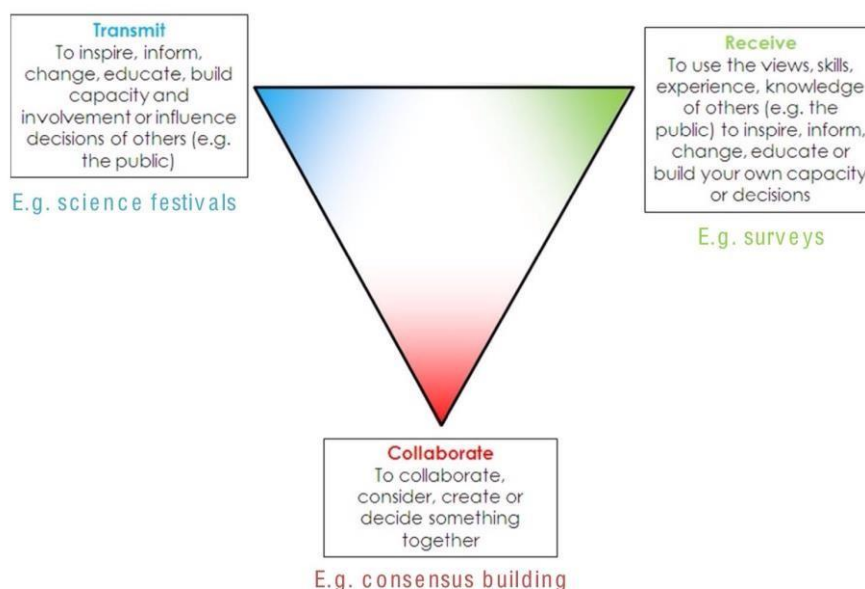 Transmit
To inspire, inform,
change, educate, build
capacity and
involvement or influence
decisions of others (e.g.
the public)
E.g. science festivals
Receive
To use the views, skills,
experience, knowledge
of others (e.g. the
public) to inspire, inform,
change, educate or
build your own capacity
or decisions
E.g. surveys
Collaborate
To collaborate,
consider, create or
decide something
together
E.g. consensus building